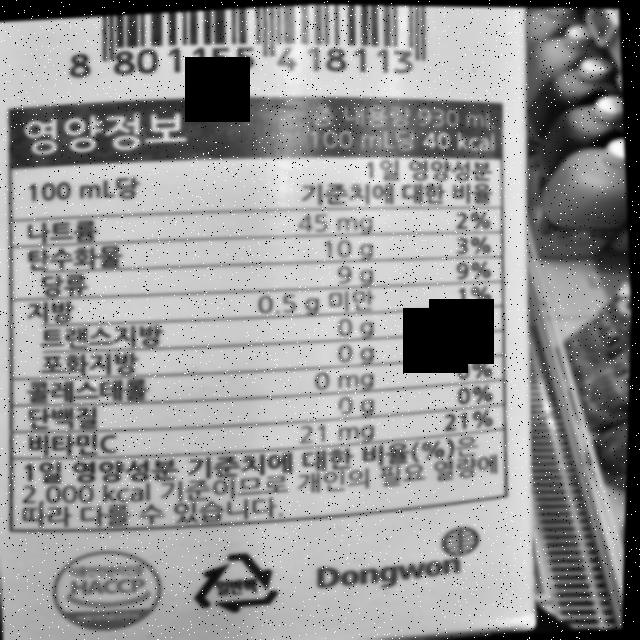 8 801155 418113
영양정보
총 내용량 930 mL
100 mL당 40 kcal
100 mL당
1일 영양성분
기준치에 대한 비율
나트륨 45 mg 2%
탄수화물 10 g 3%
당류 9 g 9%
지방 0.5 g 미만 1%
트랜스지방 0 g
포화지방 0 g
콜레스테롤 0 mg 0%
단백질 0 g 0%
비타민C 21 mg 21%
1일 영양성분 기준치에 대한 비율(%)은
2,000 kcal 기준이므로 개인의 필요 열량에
따라 다를 수 있습니다.
HACCP
Dongwon